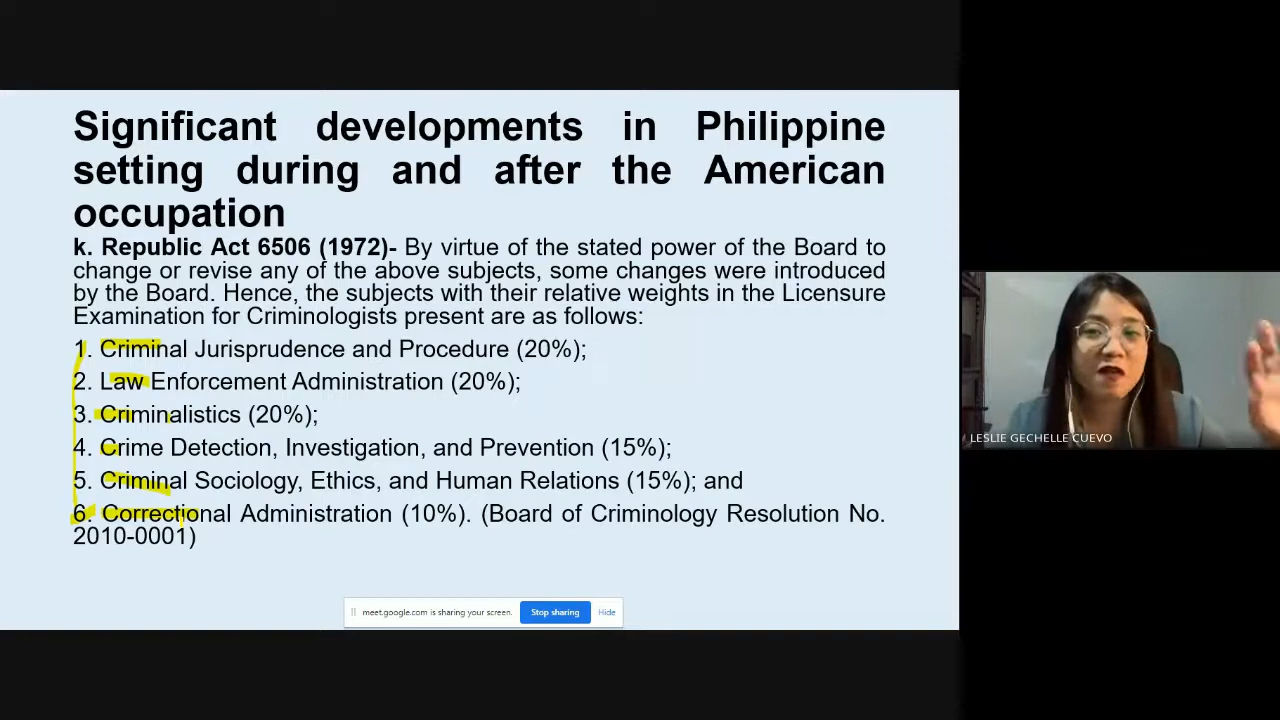 Significant developments in Philippine
setting during and after the American
occupation
k. Republic Act 6506 (1972)- By virtue of the stated power of the Board to
change or revise any of the above subjects, some changes were introduced
by the Board. Hence, the subjects with their relative weights in the Licensure
Examination for Criminologists present are as follows:
1. Criminal Jurisprudence and Procedure (20%);
2. Law Enforcement Administration (20%);
3. Criminalistics (20%);
4. Crime Detection, Investigation, and Prevention (15%);
5. Criminal Sociology, Ethics, and Human Relations (15%); and
6. Correctional Administration (10%). (Board of Criminology Resolution No.
2010-0001)
meet.google.com is sharing your screen.
Stop sharing
Hide
LESLIE GECHELLE CUEVO